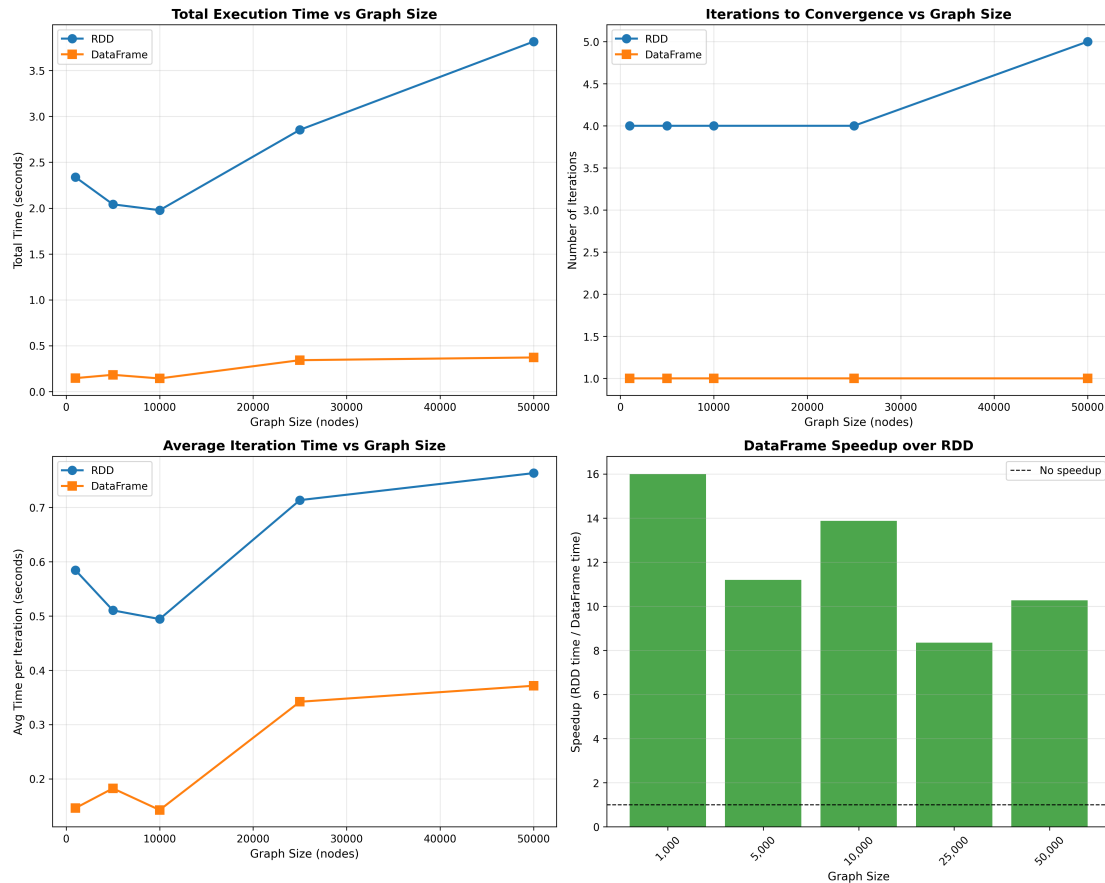 Total Execution Time vs Graph Size
RDD
DataFrame
Total Time (seconds)
3.5
3.0
2.5
2.0
1.5
1.0
0.5
0.0
0
10000
20000
30000
40000
50000
Graph Size (nodes)
Iterations to Convergence vs Graph Size
RDD
DataFrame
Number of Iterations
5.0
4.5
4.0
3.5
3.0
2.5
2.0
1.5
1.0
0
10000
20000
30000
40000
50000
Graph Size (nodes)
Average Iteration Time vs Graph Size
RDD
DataFrame
Avg Time per Iteration (seconds)
0.7
0.6
0.5
0.4
0.3
0.2
0
10000
20000
30000
40000
50000
Graph Size (nodes)
DataFrame Speedup over RDD
No speedup
Speedup (RDD time / DataFrame time)
16
14
12
10
8
6
4
2
0
1,000
5,000
10,000
25,000
50,000
Graph Size